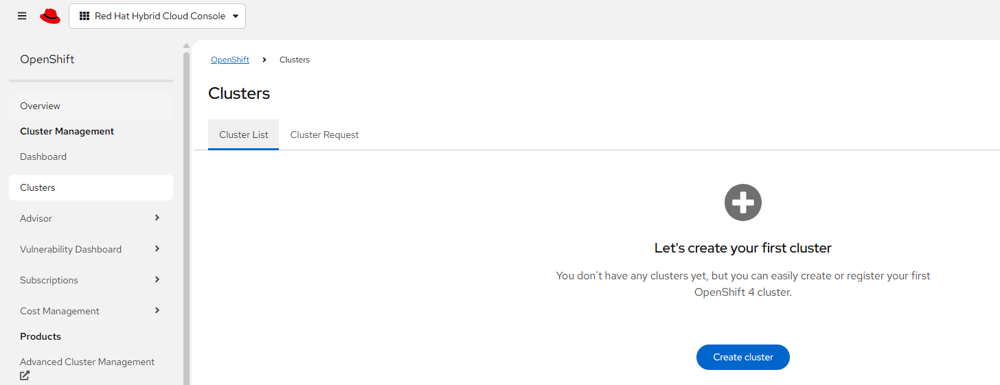 Red Hat Hybrid Cloud Console
OpenShift
Overview
Cluster Management
Dashboard
Clusters
Advisor
Vulnerability Dashboard
Subscriptions
Cost Management
Products
Advanced Cluster Management
OpenShift > Clusters
Clusters
Cluster List Cluster Request
Let's create your first cluster
You don't have any clusters yet, but you can easily create or register your first
OpenShift 4 cluster.
Create cluster